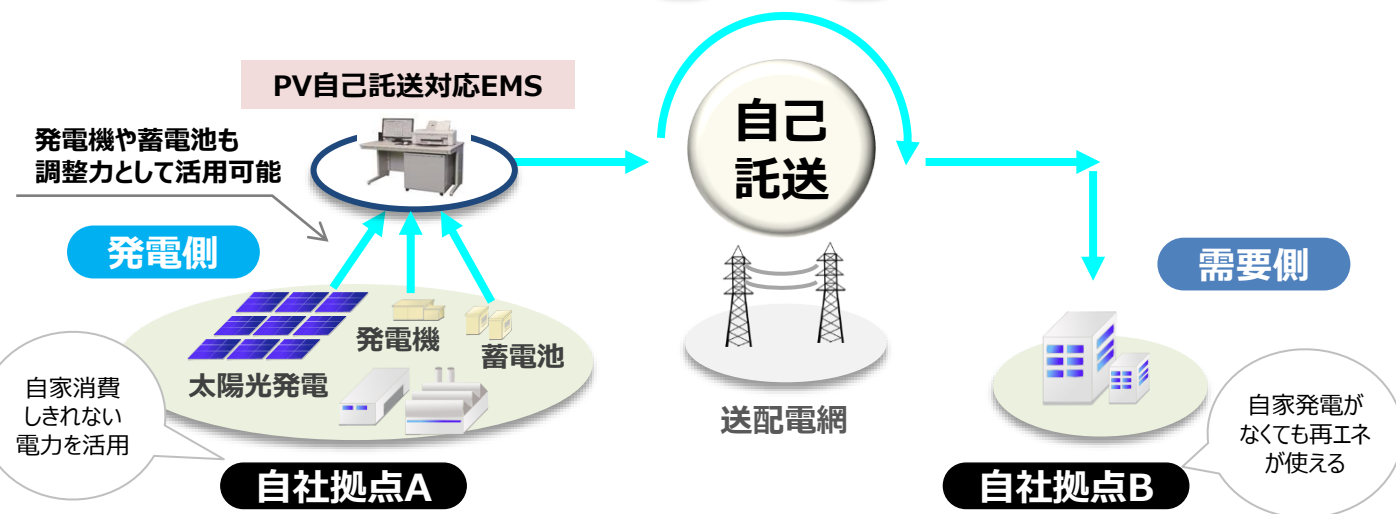 PV自己託送対応EMS
発電機や蓄電池も
調整力として活用可能
自己
託送
発電側
需要側
発電機
蓄電池
太陽光発電
自家消費
しきれない
電力を活用
送配電網
自家発電が
なくても再エネ
が使える
自社拠点A
自社拠点B